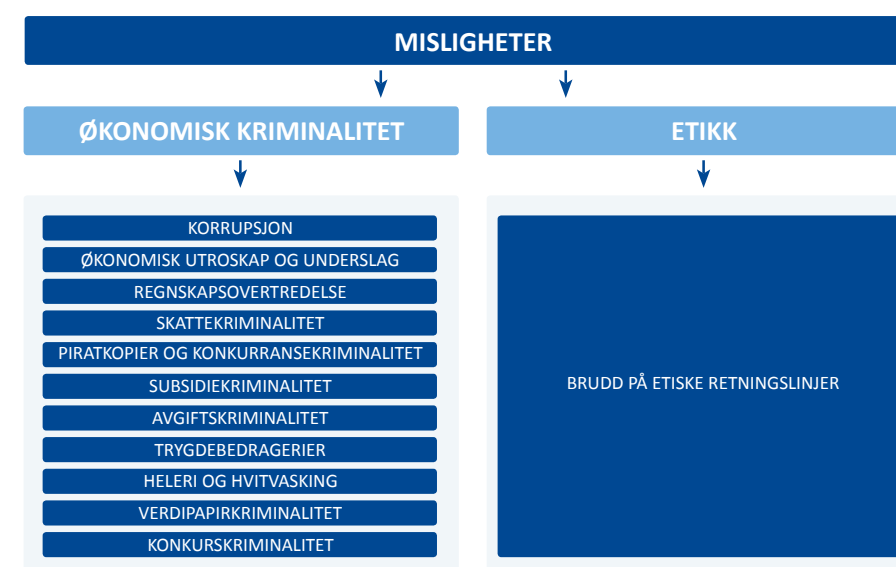 MISLIGHETER
ØKONOMISK KRIMINALITET
ETIKK
KORRUPSJON
ØKONOMISK UTROSKAP OG UNDERSLAG
REGNSKAPSOVERTREDELSE
SKATTEKRIMINALITET
PIRATKOPIER OG KONKURRANSEKRIMINALITET
SUBSIDIEKRIMINALITET
AVGIFTSKRIMINALITET
TRYGDEBEDRAGERIER
HELERI OG HVITVASKING
VERDIPAPIRKRIMINALITET
KONKURSKRIMINALITET
BRUDD PÅ ETISKE RETNINGSLINJER